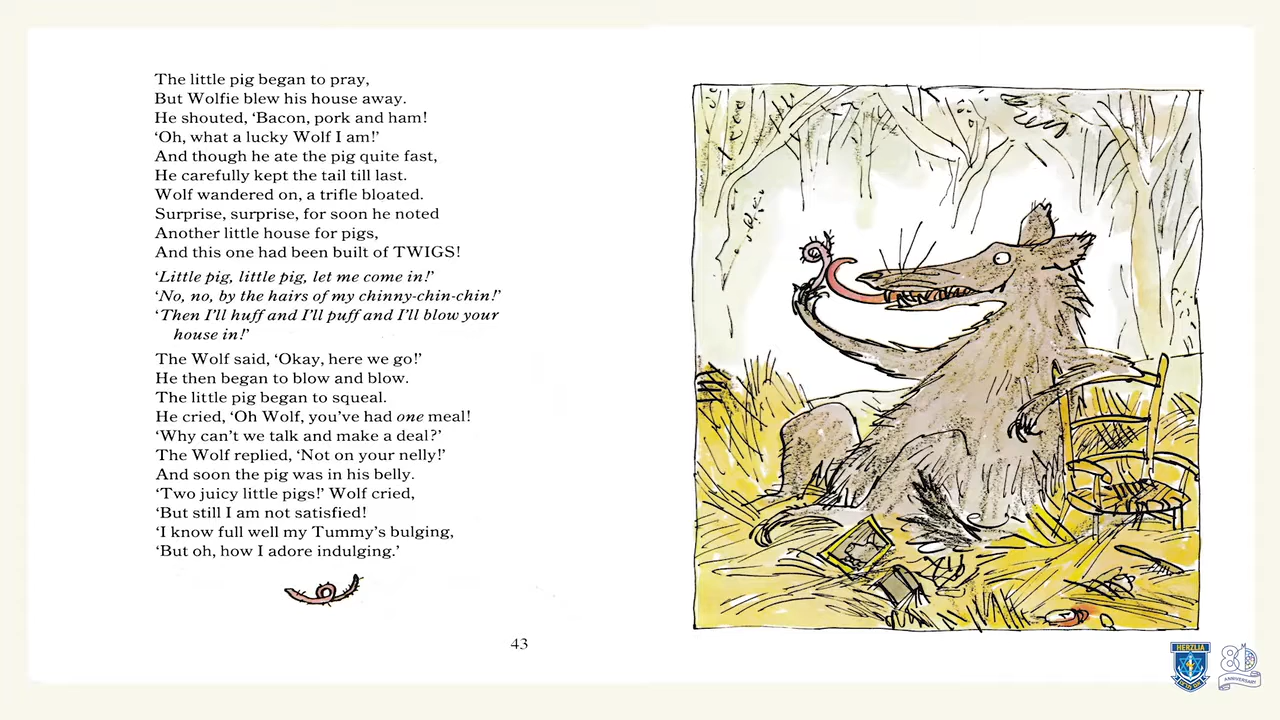 The little pig began to pray,
But Wolfie blew his house away.
He shouted, ‘Bacon, pork and ham!
‘Oh, what a lucky Wolf I am!’
And though he ate the pig quite fast,
He carefully kept the tail till last.
Wolf wandered on, a trifle bloated.
Surprise, surprise, for soon he noted
Another little house for pigs,
And this one had been built of TWIGS!
‘Little pig, little pig, let me come in!’
‘No, no, by the hairs of my chinny-chin-chin!’
‘Then I’ll huff and I’ll puff and I’ll blow your
house in!’
The Wolf said, ‘Okay, here we go!’
He then began to blow and blow.
The little pig began to squeal.
He cried, ‘Oh Wolf, you’ve had one meal!
‘Why can’t we talk and make a deal?’
The Wolf replied, ‘Not on your nelly!’
And soon the pig was in his belly.
‘Two juicy little pigs!’ Wolf cried,
‘But still I am not satisfied!
‘I know full well my Tummy’s bulging,
‘But oh, how I adore indulging.’
43
HERZLIA
80
ANNIVERSARY